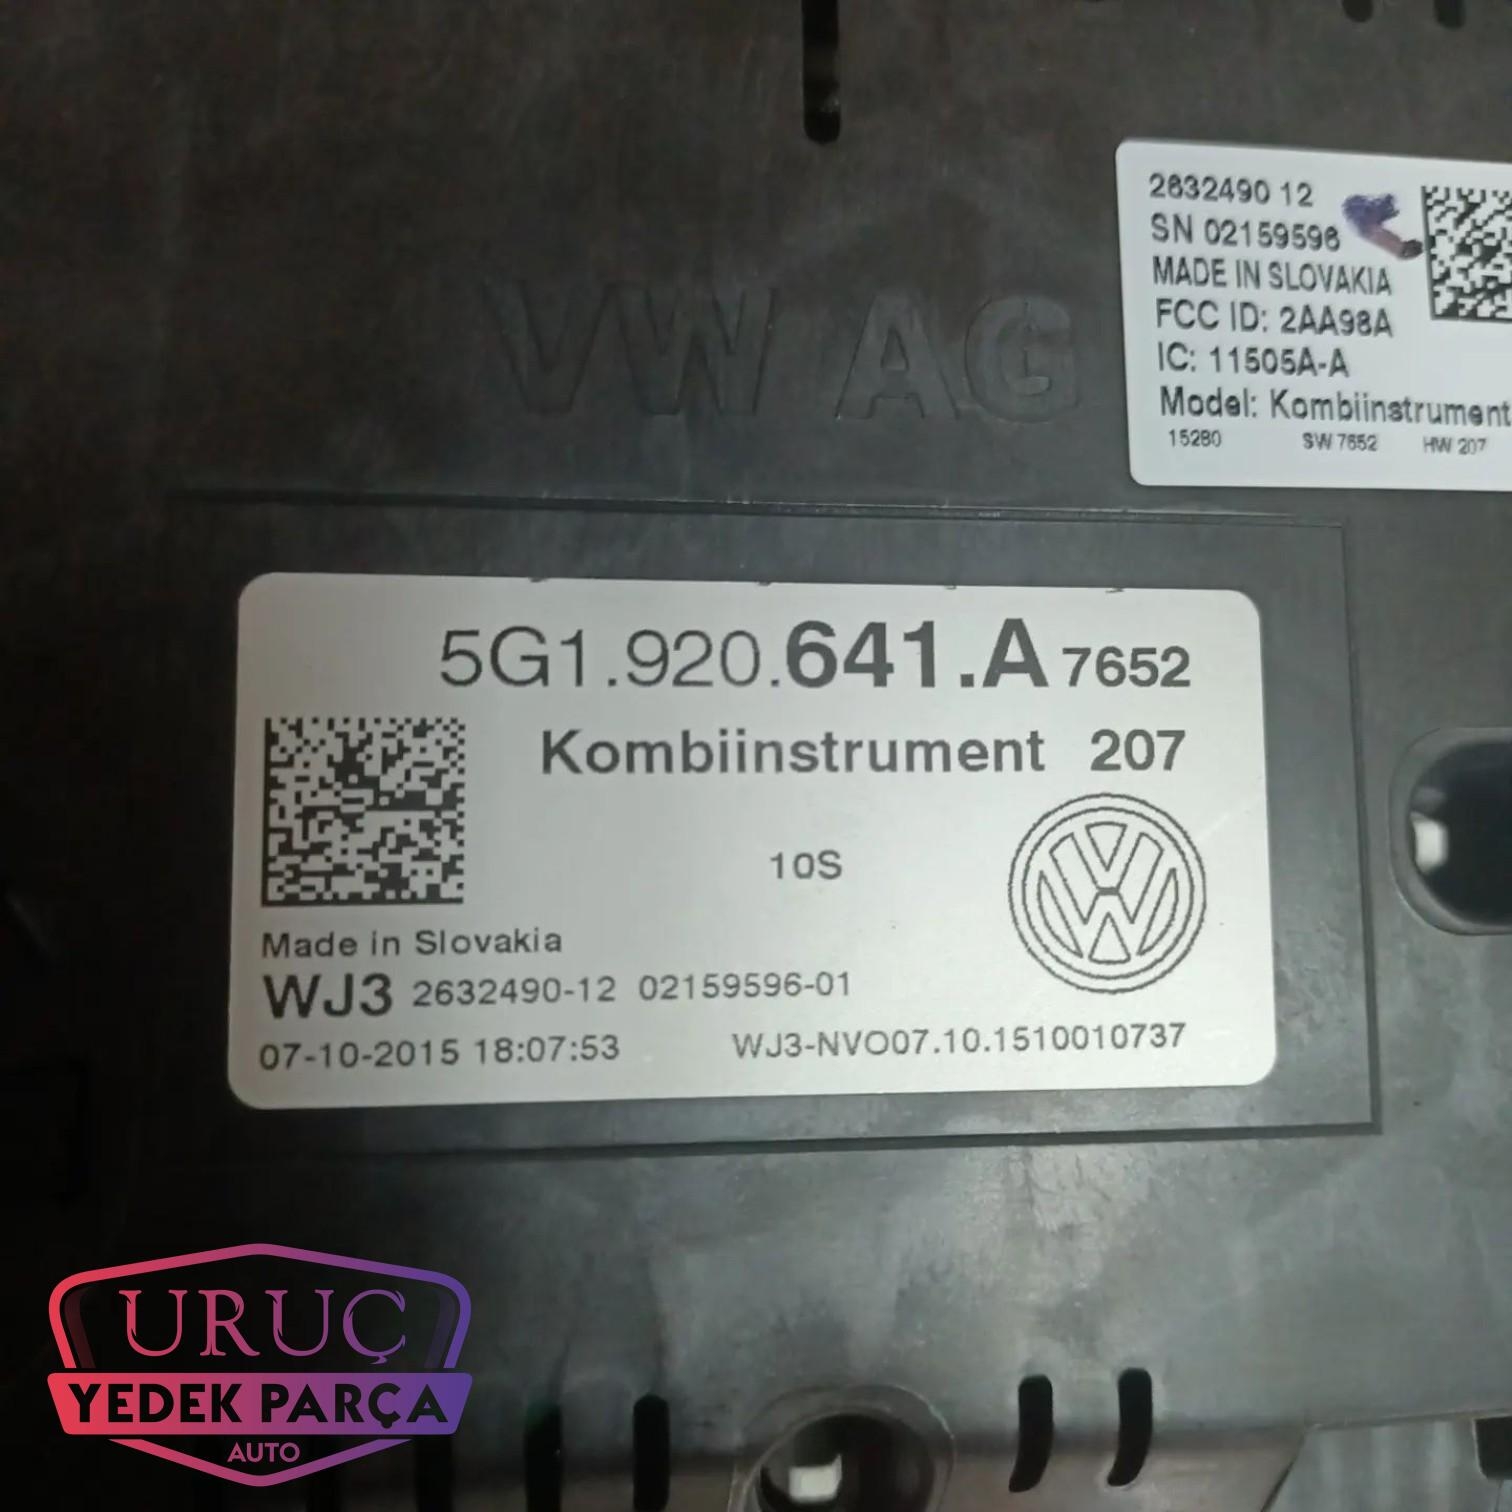 VW AG
2632490 12
SN 02159596
MADE IN SLOVAKIA
FCC ID: 2AA98A
IC: 11505A-A
Model: Kombiinstrument
15280 SW 7652 HW 207
5G1.920.641.A 7652
Kombiinstrument 207
10S
Made in Slovakia
WJ3 2632490-12 02159596-01
07-10-2015 18:07:53 WJ3-NVO07.10.1510010737
URUÇ
YEDEK PARÇA
AUTO